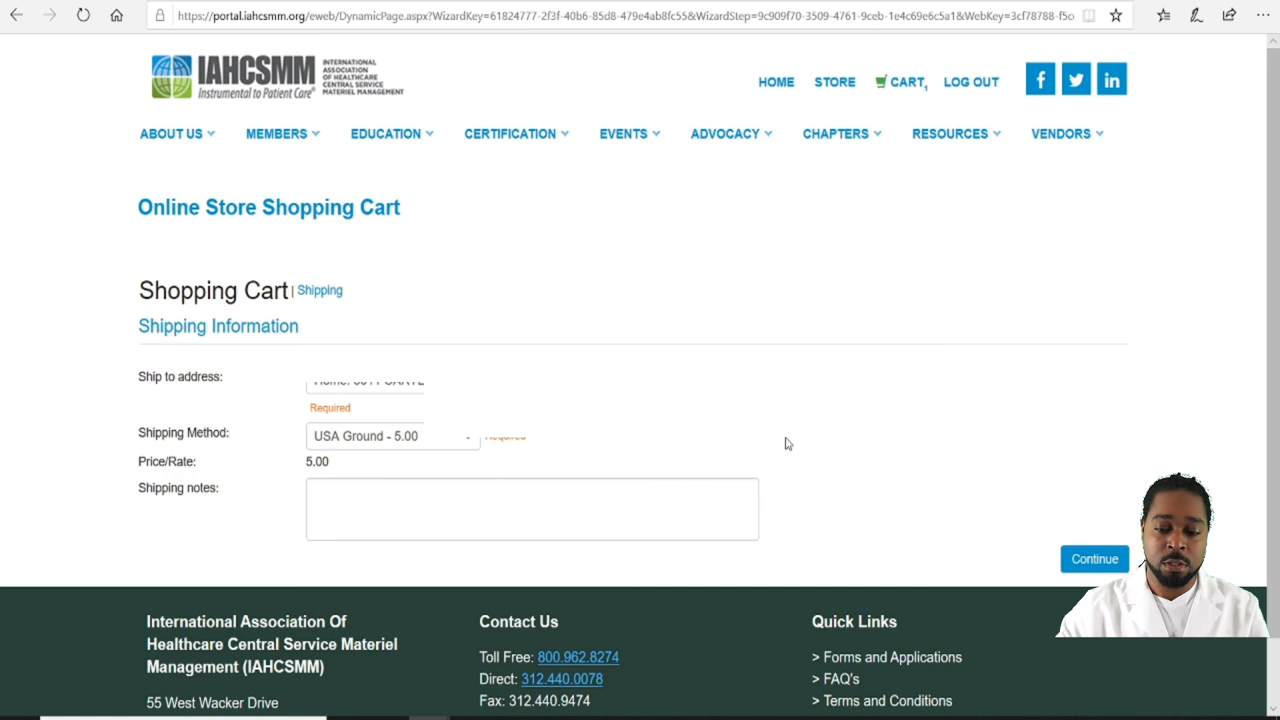 https://portal.iahcsmm.org/eweb/DynamicPage.aspx?WizardKey=61824777-2f3f-40b6-85d8-479e4ab8fc55&WizardStep=9c909f70-3509-4761-9ceb-1e4c69e6c5a1&WebKey=3cf78788-f5
IAHCSMM
Instrumental to Patient Care®
INTERNATIONAL
ASSOCIATION
OF HEALTHCARE
CENTRAL SERVICE
MATERIEL MANAGEMENT
HOME STORE CART1 LOG OUT
ABOUT US MEMBERS EDUCATION CERTIFICATION EVENTS ADVOCACY CHAPTERS RESOURCES VENDORS
Online Store Shopping Cart
Shopping Cart | Shipping
Shipping Information
Ship to address:
Required
Shipping Method: USA Ground - 5.00 Required
Price/Rate: 5.00
Shipping notes:
Continue
International Association Of
Healthcare Central Service Materiel
Management (IAHCSMM)
55 West Wacker Drive
Contact Us
Toll Free: 800.962.8274
Direct: 312.440.0078
Fax: 312.440.9474
Quick Links
> Forms and Applications
> FAQ's
> Terms and Conditions